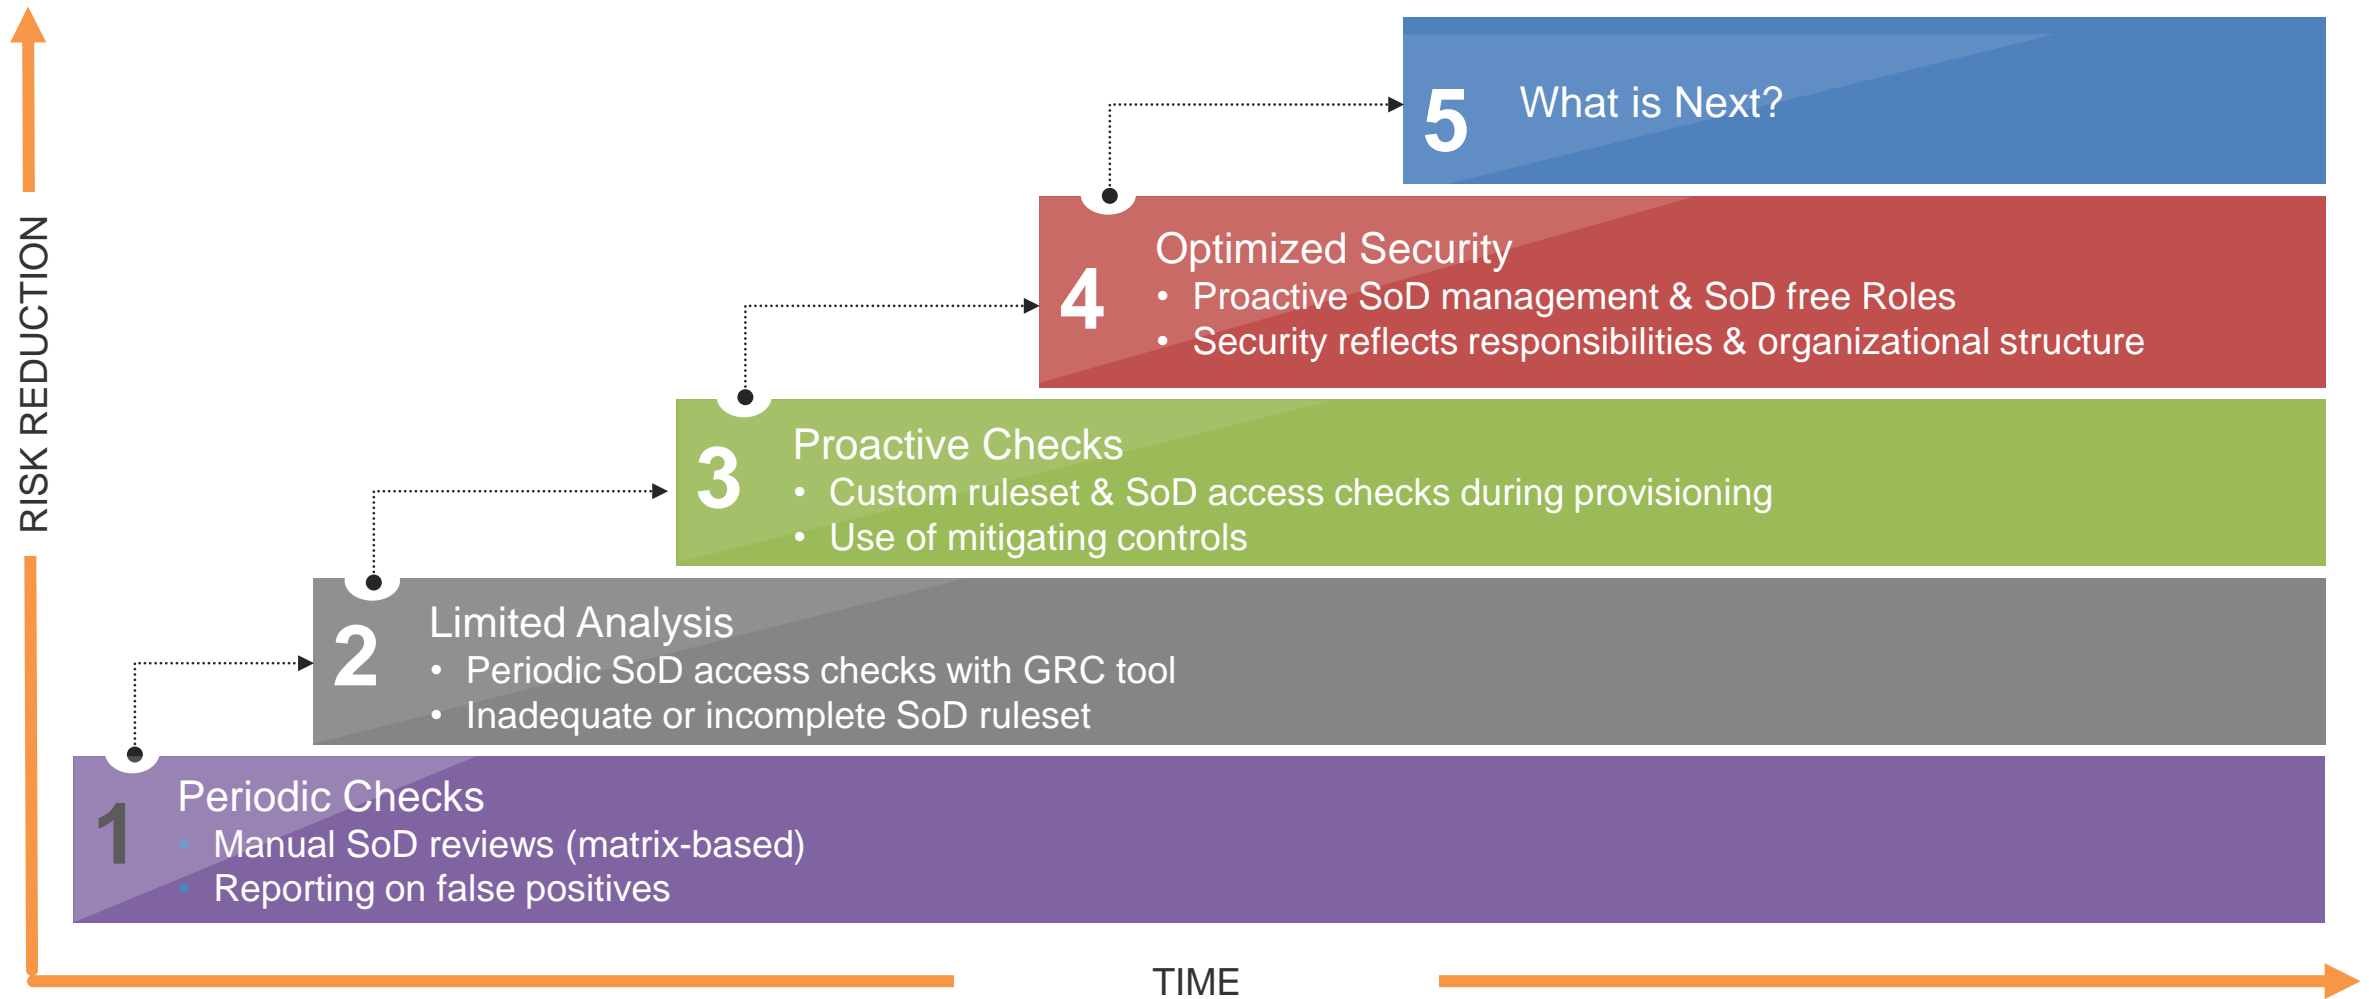 5
What is Next?
4
Optimized Security
• Proactive SoD management & SoD free Roles
• Security reflects responsibilities & organizational structure
3
Proactive Checks
• Custom ruleset & SoD access checks during provisioning
• Use of mitigating controls
2
Limited Analysis
• Periodic SoD access checks with GRC tool
• Inadequate or incomplete SoD ruleset
1
Periodic Checks
• Manual SoD reviews (matrix-based)
• Reporting on false positives
RISK REDUCTION
TIME